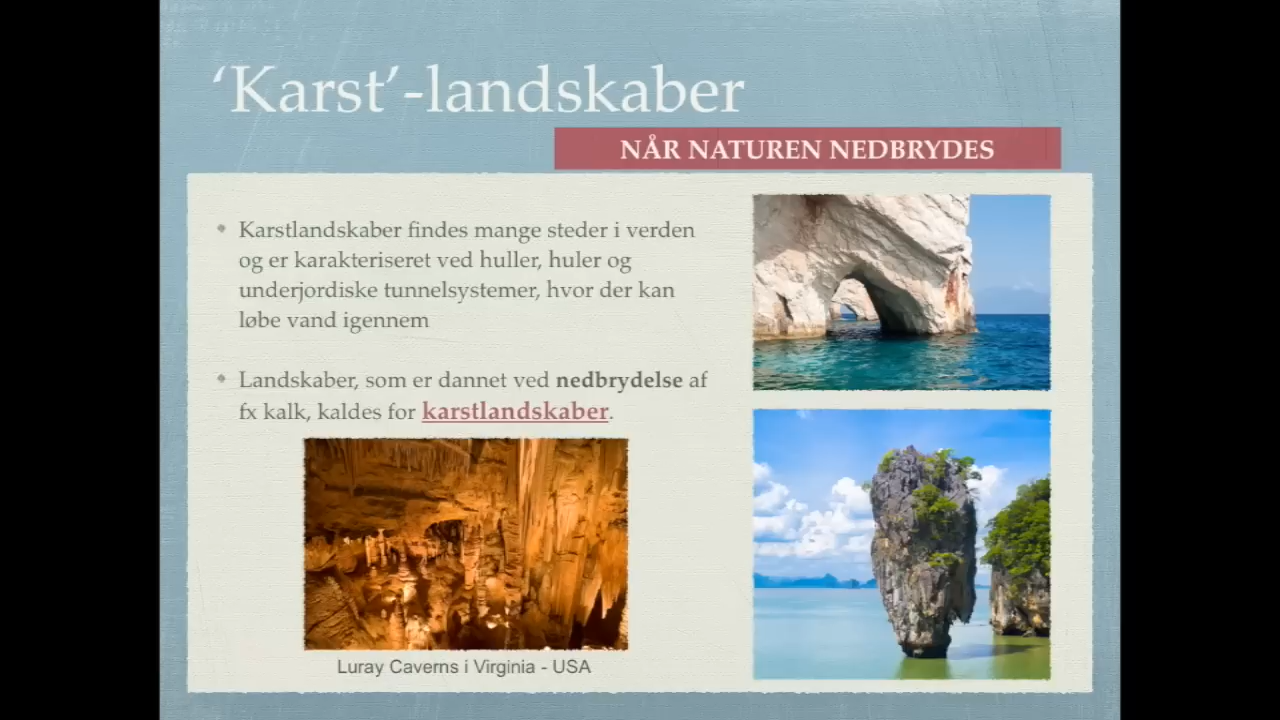 ‘Karst’-landskaber
NÅR NATUREN NEDBRYDES
Karstlandskaber findes mange steder i verden
og er karakteriseret ved huller, huler og
underjordiske tunnelsystemer, hvor der kan
løbe vand igennem
Landskaber, som er dannet ved nedbrydelse af
fx kalk, kaldes for karstlandskaber.
Luray Caverns i Virginia - USA